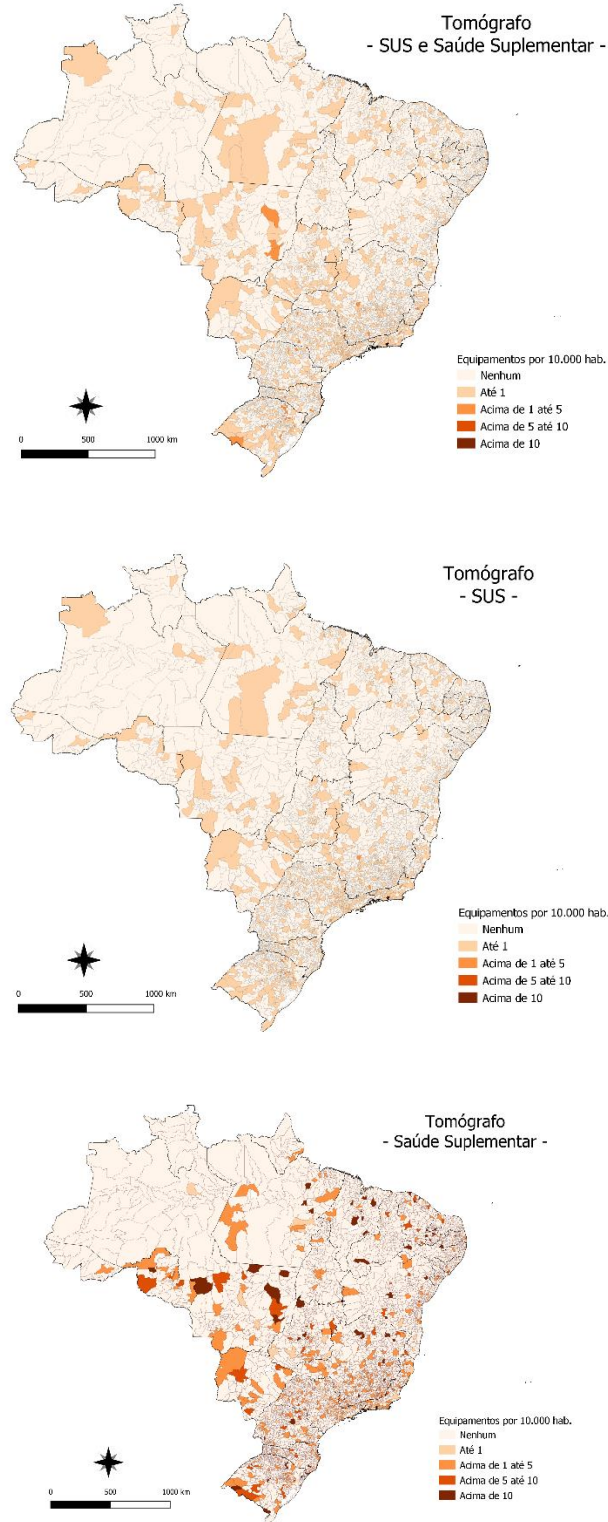 Tomógrafo
- SUS e Saúde Suplementar -
Equipamentos por 10.000 hab.
Nenhum
Até 1
Acima de 1 até 5
Acima de 5 até 10
Acima de 10
0 500 1000 km
Tomógrafo
- SUS -
Equipamentos por 10.000 hab.
Nenhum
Até 1
Acima de 1 até 5
Acima de 5 até 10
Acima de 10
0 500 1000 km
Tomógrafo
- Saúde Suplementar -
Equipamentos por 10.000 hab.
Nenhum
Até 1
Acima de 1 até 5
Acima de 5 até 10
Acima de 10
0 500 1000 km